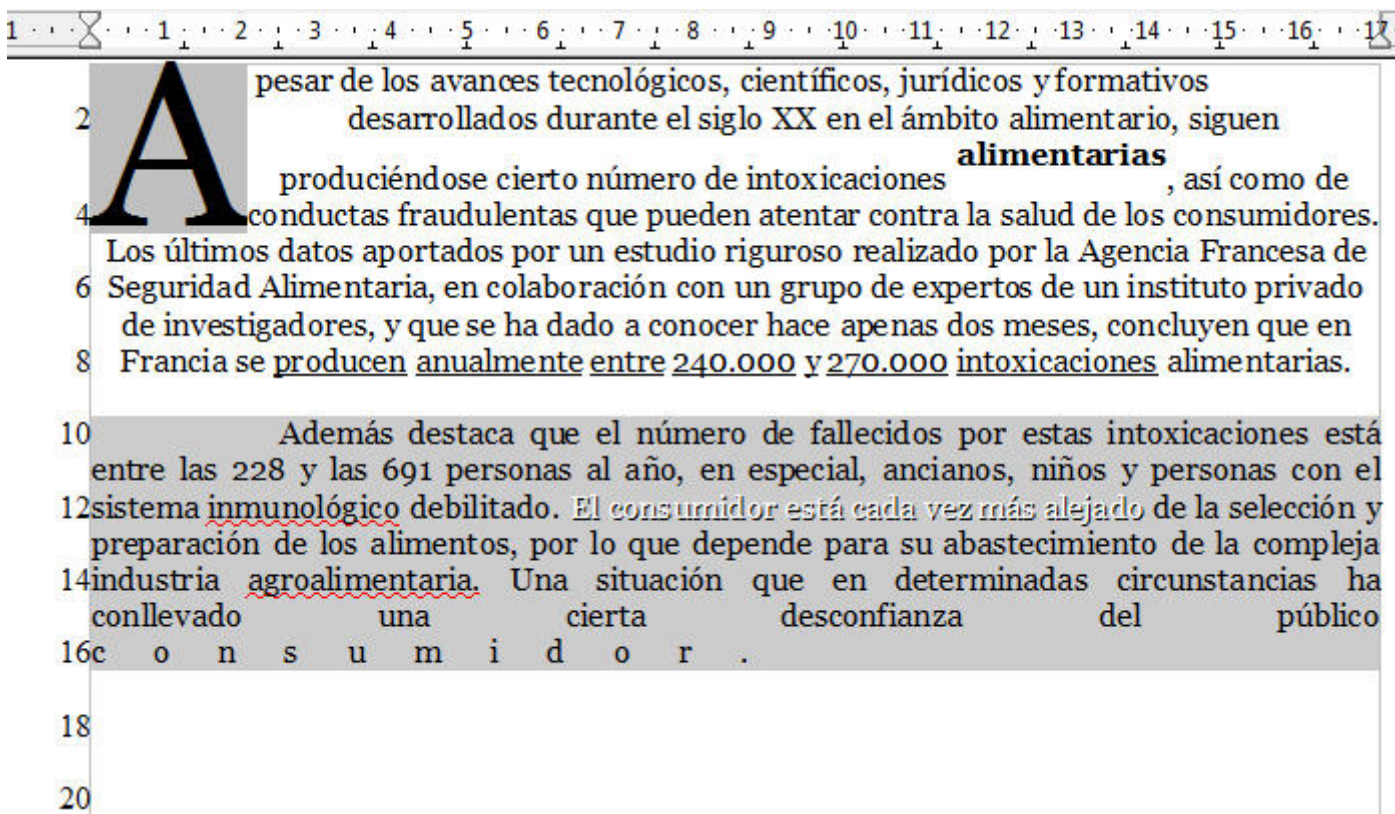 1 1 2 3 4 5 6 7 8 9 10 11 12 13 14 15 16 17
A pesar de los avances tecnológicos, científicos, jurídicos y formativos
2 desarrollados durante el siglo XX en el ámbito alimentario, siguen
produciéndose cierto número de intoxicaciones alimentarias, así como de
4 conductas fraudulentas que pueden atentar contra la salud de los consumidores.
Los últimos datos aportados por un estudio riguroso realizado por la Agencia Francesa de
6 Seguridad Alimentaria, en colaboración con un grupo de expertos de un instituto privado
de investigadores, y que se ha dado a conocer hace apenas dos meses, concluyen que en
8 Francia se producen anualmente entre 240.000 y 270.000 intoxicaciones alimentarias.
10 Además destaca que el número de fallecidos por estas intoxicaciones está
entre las 228 y las 691 personas al año, en especial, ancianos, niños y personas con el
12 sistema inmunológico debilitado. El consumidor está cada vez más alejado de la selección y
preparación de los alimentos, por lo que depende para su abastecimiento de la compleja
14 industria agroalimentaria. Una situación que en determinadas circunstancias ha
conllevado una cierta desconfianza del público
16 c o n s u m i d o r .
18
20